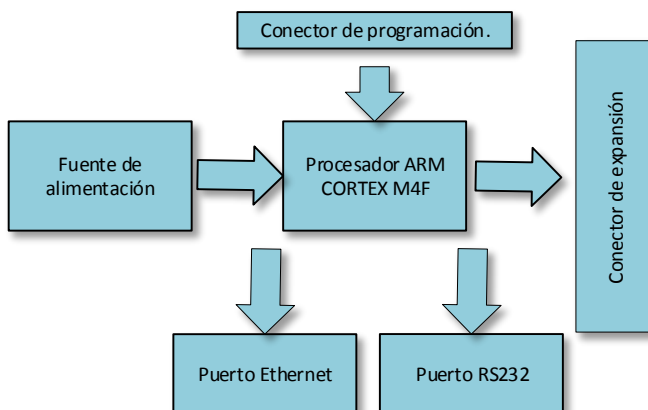 Conector de programación.
Fuente de
alimentación
Procesador ARM
CORTEX M4F
Conector de expansión
Puerto Ethernet
Puerto RS232